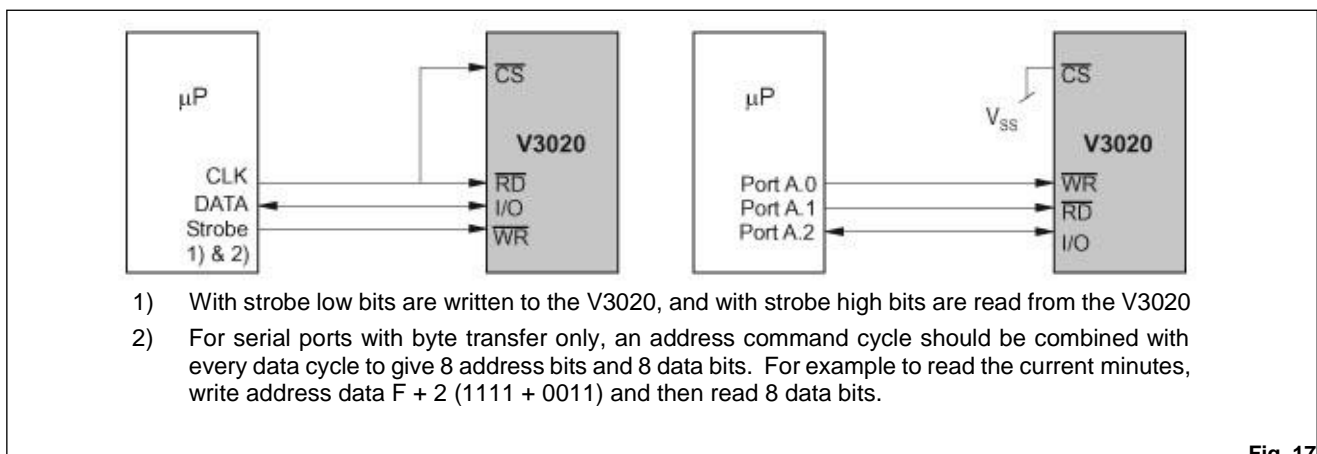 μP
CLK
DATA
Strobe
1) & 2)
CS
V3020
RD
I/O
WR
μP
Port A.0
Port A.1
Port A.2
VSS
CS
V3020
WR
RD
I/O
1) With strobe low bits are written to the V3020, and with strobe high bits are read from the V3020
2) For serial ports with byte transfer only, an address command cycle should be combined with
every data cycle to give 8 address bits and 8 data bits. For example to read the current minutes,
write address data F + 2 (1111 + 0011) and then read 8 data bits.
Fig. 17